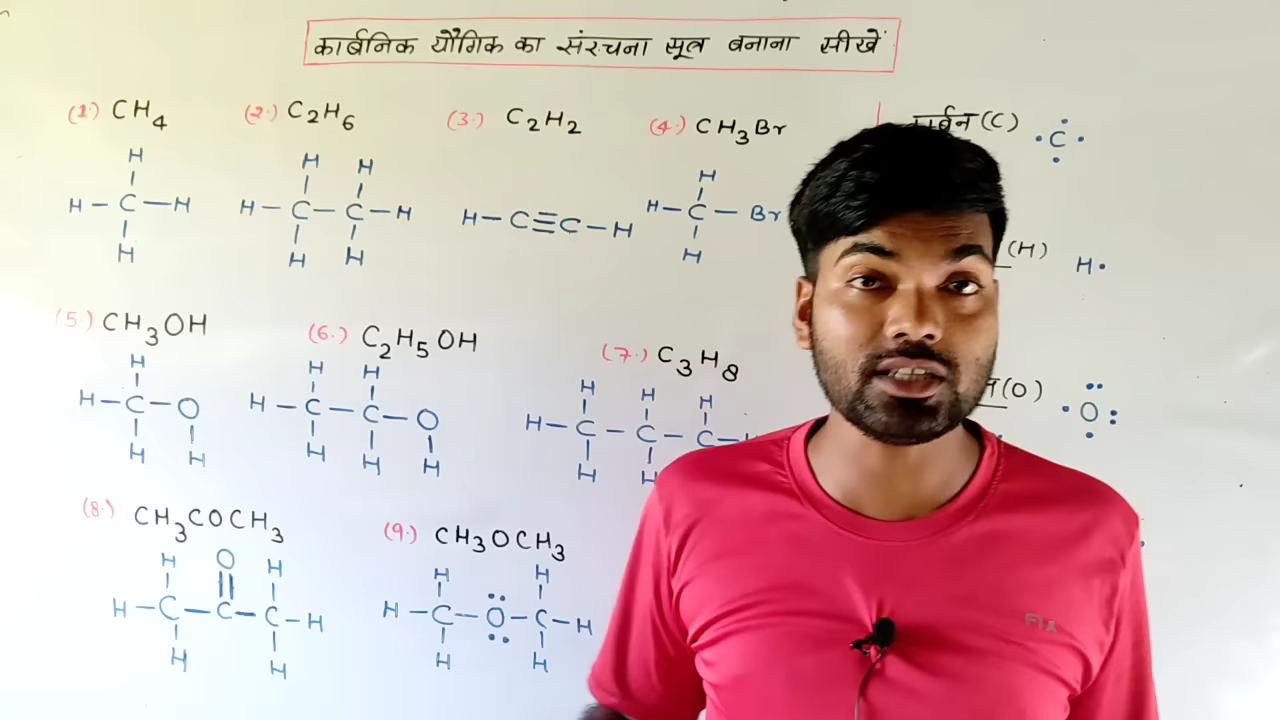 कार्बनिक यौगिक का संरचना सूत्र बनाना सीखें
(1.) CH4
H
H – C – H
H
(2.) C2H6
H H
H – C – C – H
H H
(3.) C2H2
H – C ≡ C – H
(4.) CH3Br
H
H – C – Br
H
(C)
C
(H)
H
(O)
O
(5) CH3OH
H
H – C – O
H H
(6.) C2H5OH
H H
H – C – C – O
H H H
(7.) C3H8
H H H
H – C – C – C –
H H
(8.) CH3COCH3
H O H
H – C – C – C – H
H H
(9.) CH3OCH3
H H
H – C – O – C – H
H H
FIX